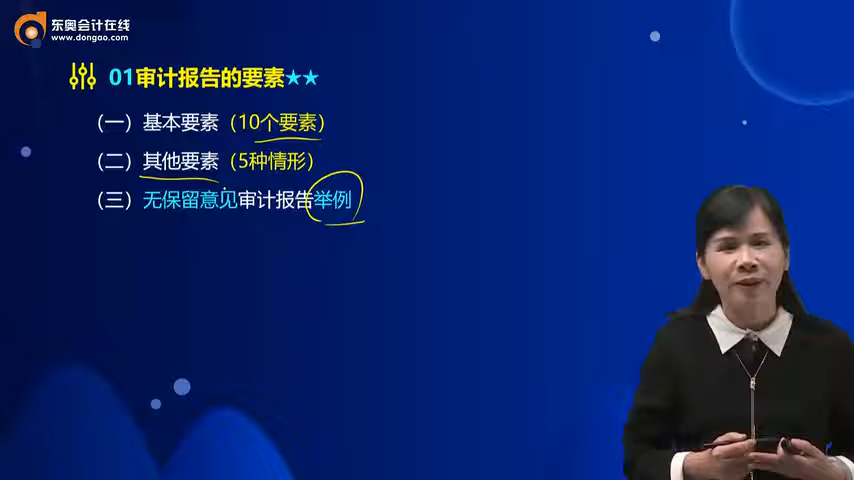 东奥会计在线
www.dongao.com
01审计报告的要素★★
（一）基本要素（10个要素）
（二）其他要素（5种情形）
（三）无保留意见审计报告举例